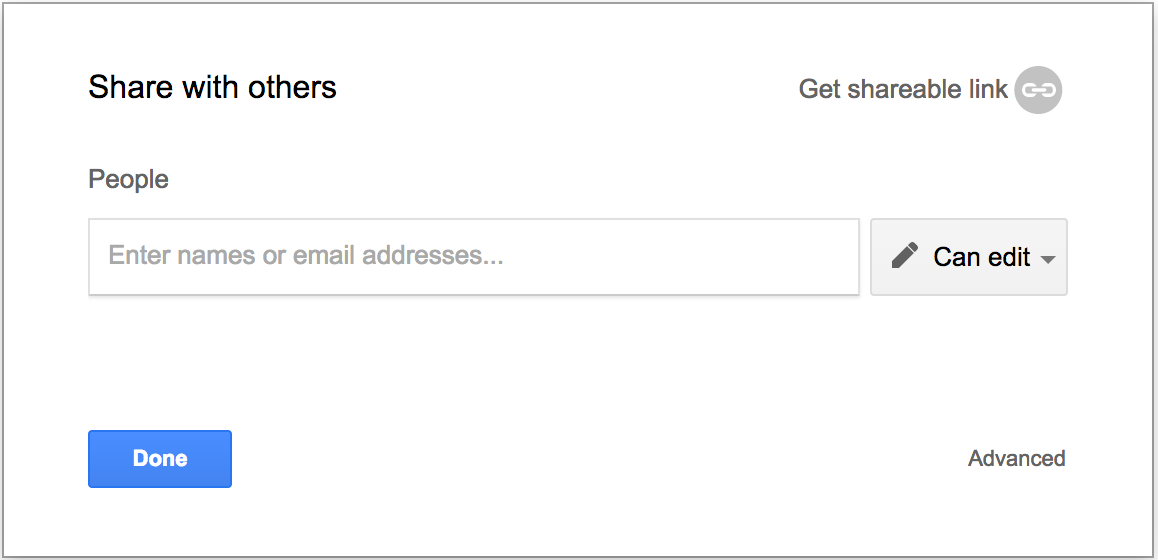 Share with others
Get shareable link
People
Enter names or email addresses...
Can edit
Done
Advanced